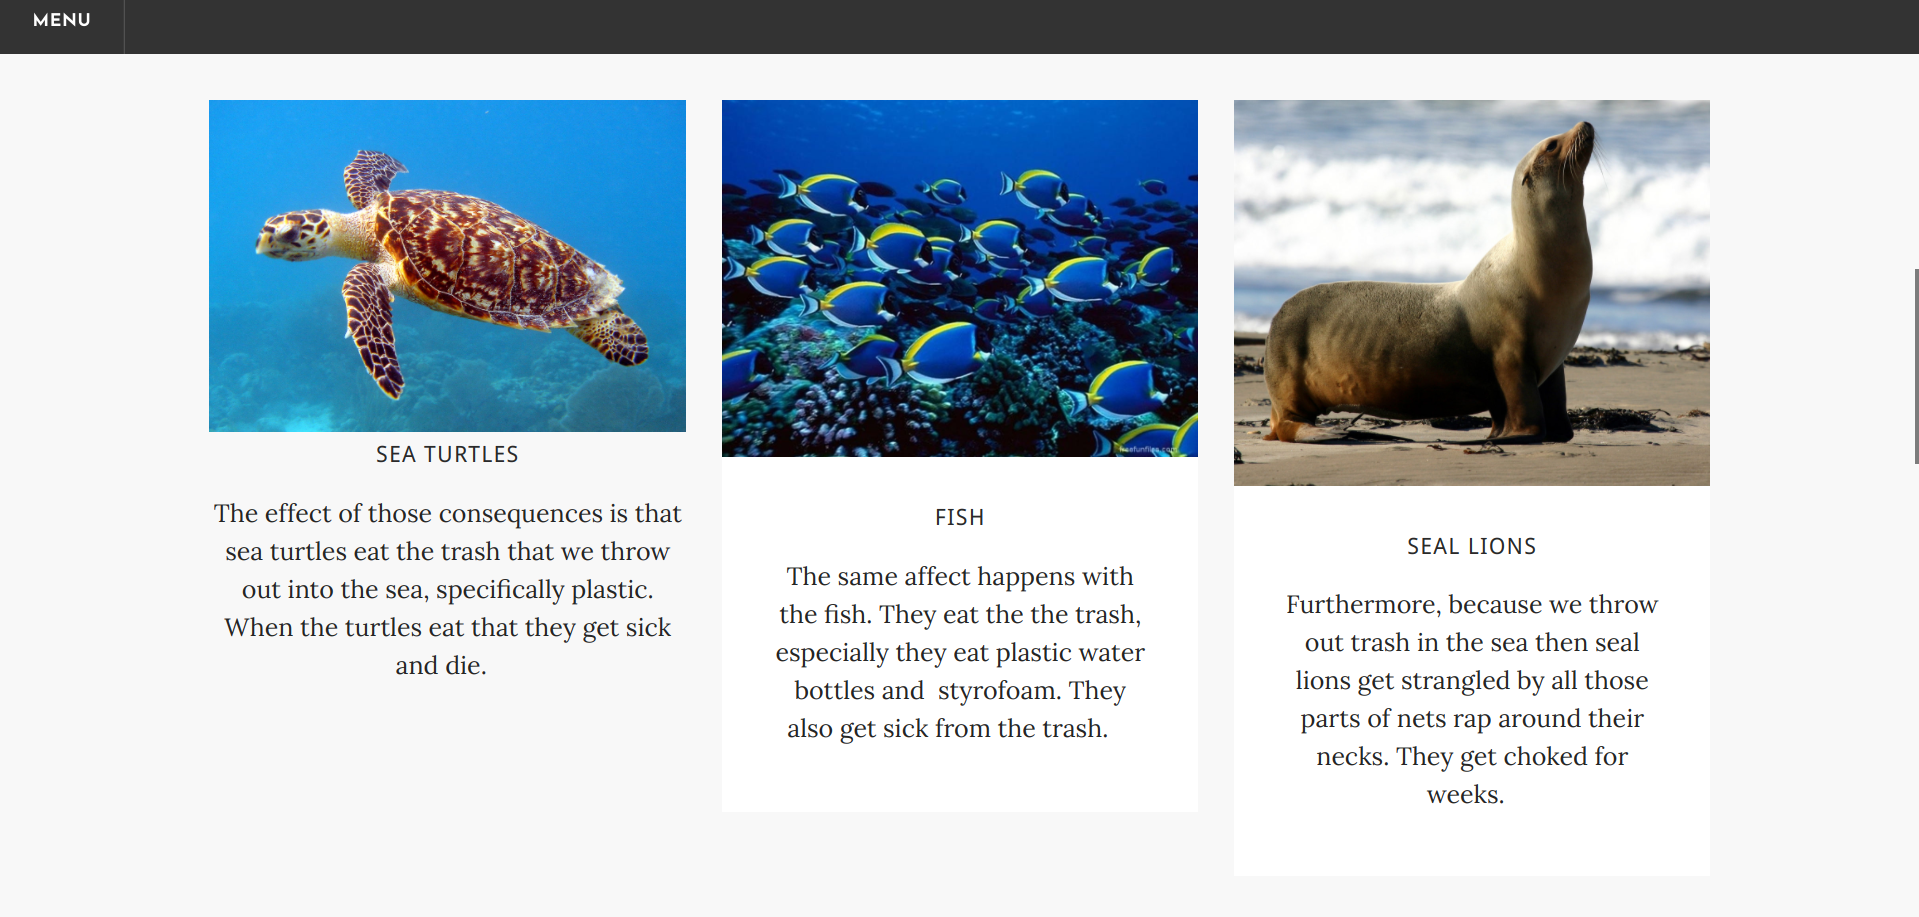 MENU
SEA TURTLES
The effect of those consequences is that
sea turtles eat the trash that we throw
out into the sea, specifically plastic.
When the turtles eat that they get sick
and die.
FISH
The same affect happens with
the fish. They eat the the trash,
especially they eat plastic water
bottles and  styrofoam. They
also get sick from the trash.
SEAL LIONS
Furthermore, because we throw
out trash in the sea then seal
lions get strangled by all those
parts of nets rap around their
necks. They get choked for
weeks.